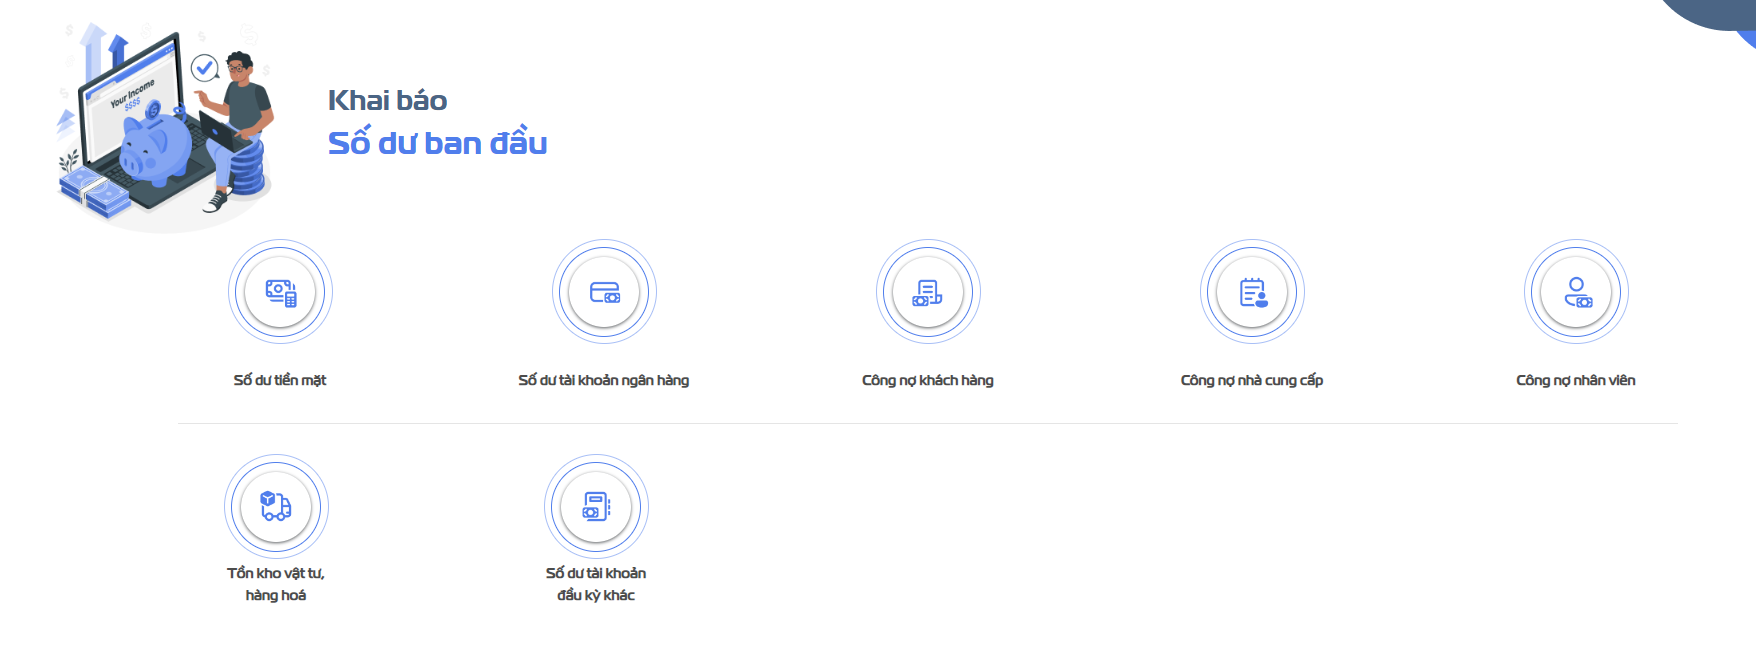 Your Income
$$$$
Khai báo
Số dư ban đầu
Số dư tiền mặt
Số dư tài khoản ngân hàng
Công nợ khách hàng
Công nợ nhà cung cấp
Công nợ nhân viên
Tồn kho vật tư,
hàng hoá
Số dư tài khoản
đầu kỳ khác